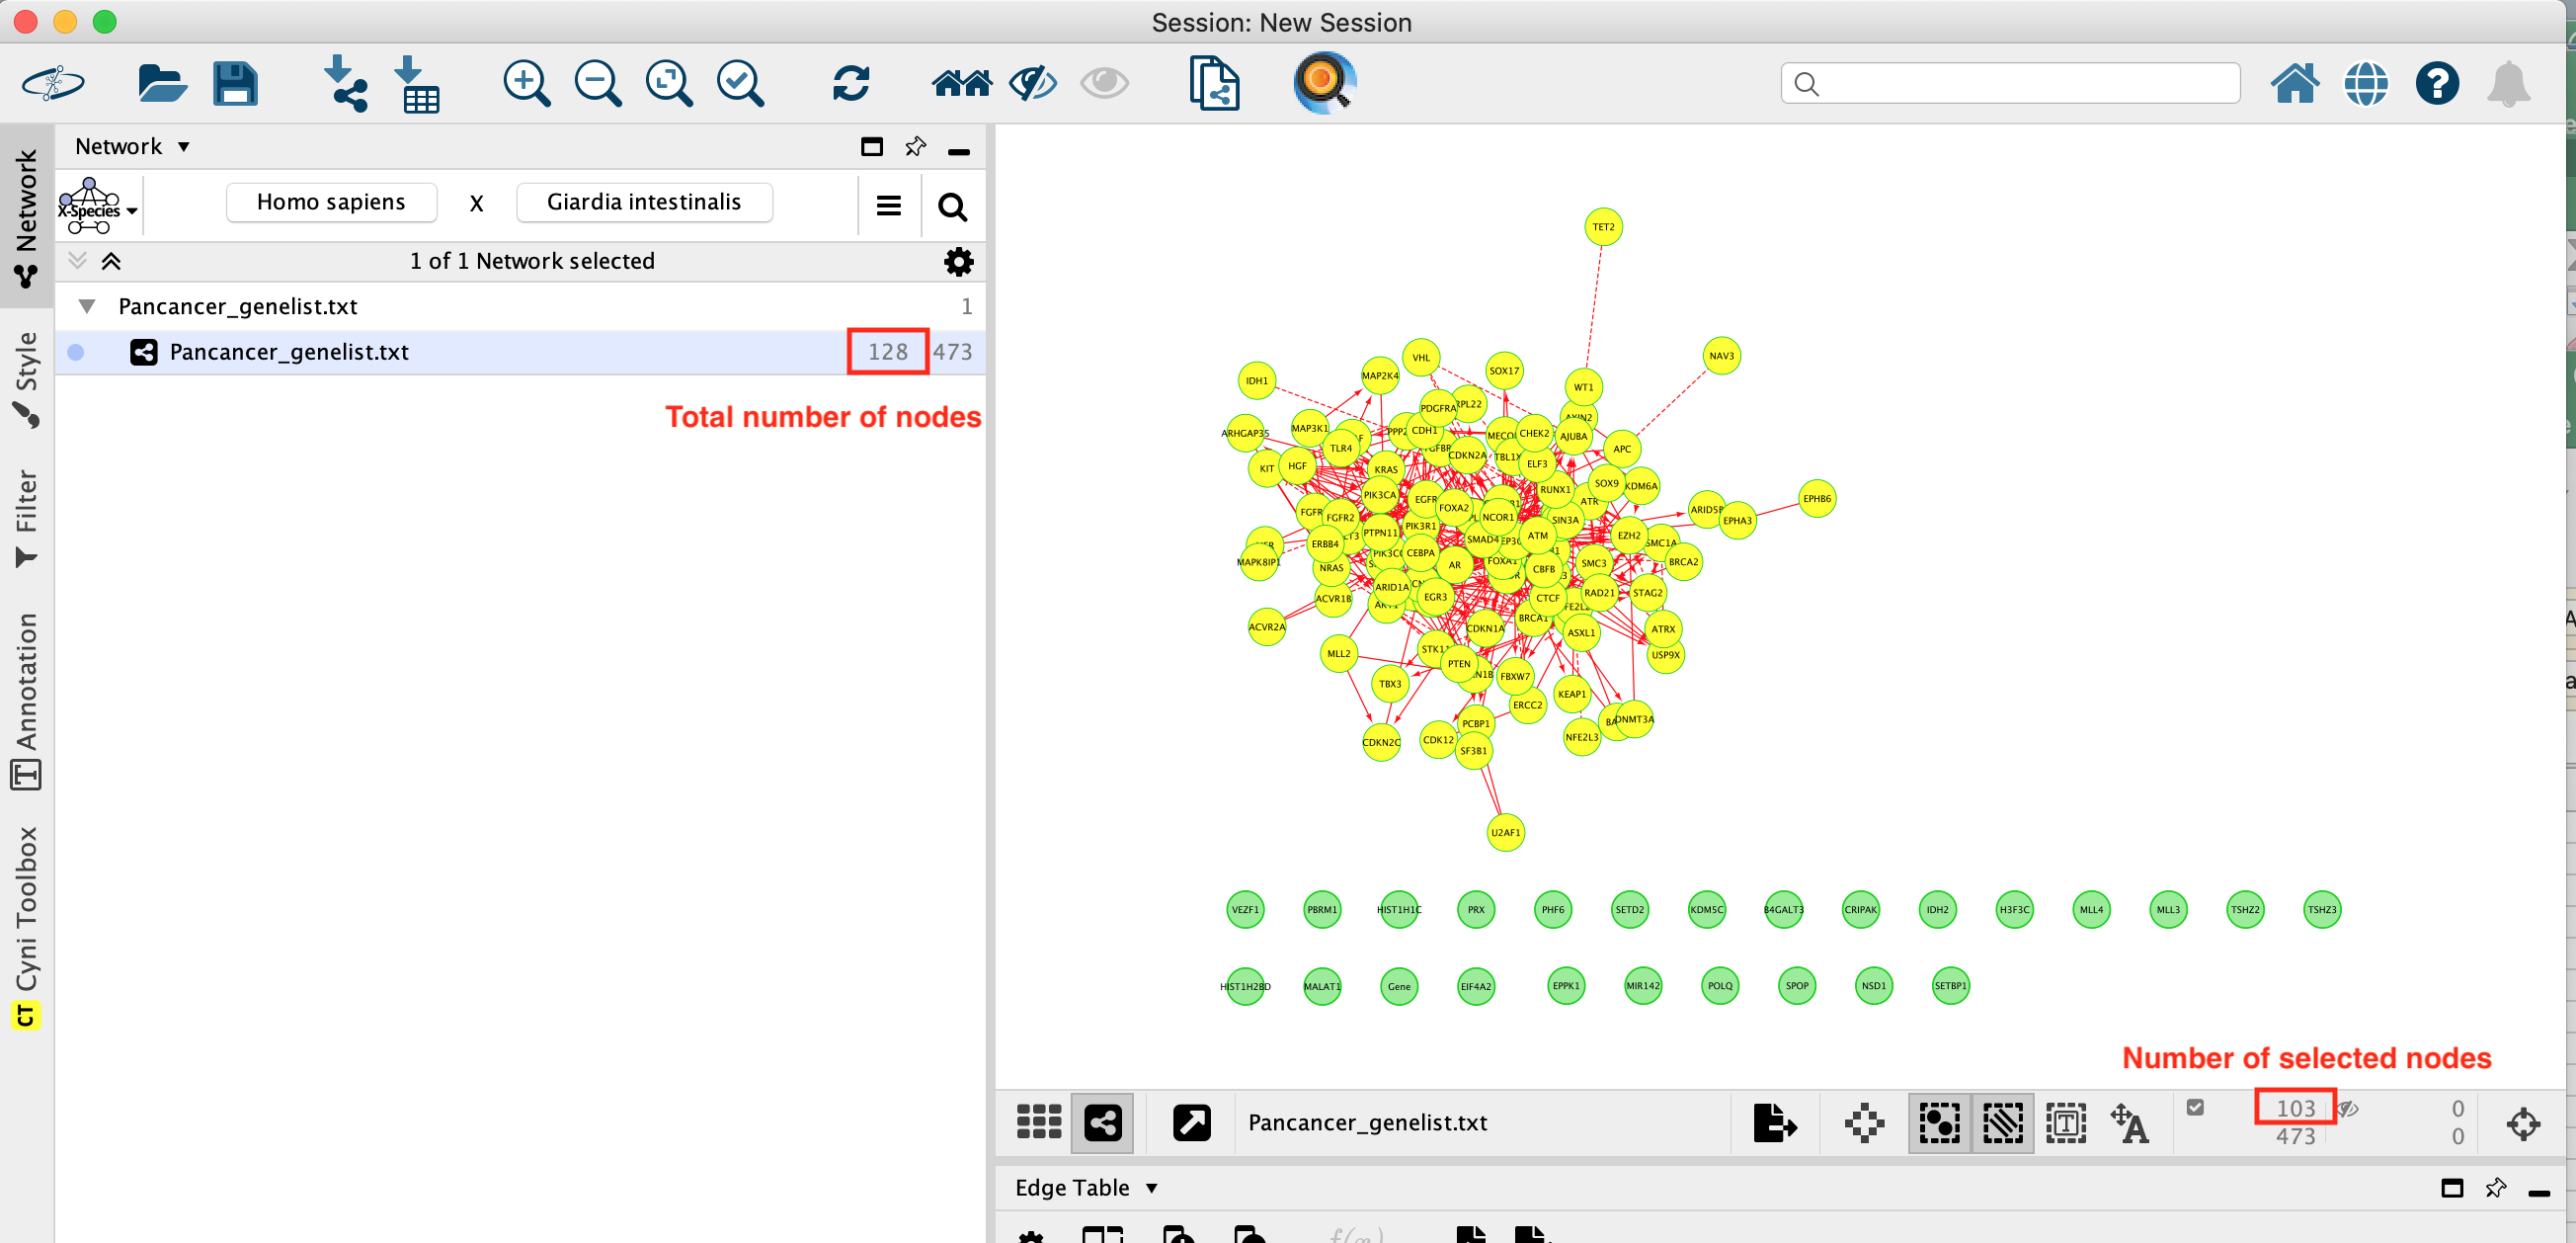 Session: New Session
Network
Style
Filter
Annotation
Cyni Toolbox
CT
Network ▼
X-Species
Homo sapiens
X
Giardia intestinalis
1 of 1 Network selected
Pancancer_genelist.txt 1
Pancancer_genelist.txt 128 473
Total number of nodes
TET2
NAV3
VHL
SOX17
IDH1
MAP2K4
WT1
PDGFRA
RPL22
AXIN2
ARHGAP35
MAP3K1
CDH1
CHEK2
AJUBA
TLR4
APC
KIT
HGF
KRAS
CDKN2A
ELF3
PIK3CA
EGFR
FOXA2
RUNX1
SOX9
KDM6A
ATR
EPHB6
FGFR2
NCOR1
SIN3A
EPHA3
PTPN11
PIK3R1
ATM
EZH2
SMC1A
ERBB4
SMAD4
CEBPA
MAPK8IP1
NRAS
AR
FOXA1
CBFB
SMC3
BRCA2
ARID1A
EGR3
CTCF
RAD21
STAG2
ACVR1B
ACVR2A
CDKN1A
BRCA1
ASXL1
ATRX
MLL2
PTEN
USP9X
TBX3
FBXW7
KEAP1
ERCC2
PCBP1
DNMT3A
CDKN2C
CDK12
SF3B1
NFE2L3
U2AF1
VEZF1 PBRM1 HIST1H1C PRX PHF6 SETD2 KDM5C B4GALT3 CRIPAK IDH2 H3F3C MLL4 MLL3 TSHZ2 TSHZ3
HIST1H2BD MALAT1 Gene EIF4A2 EPPK1 MIR142 POLQ SPOP NSD1 SETBP1
Number of selected nodes
Pancancer_genelist.txt
103 0
473 0
Edge Table ▼
f(x)